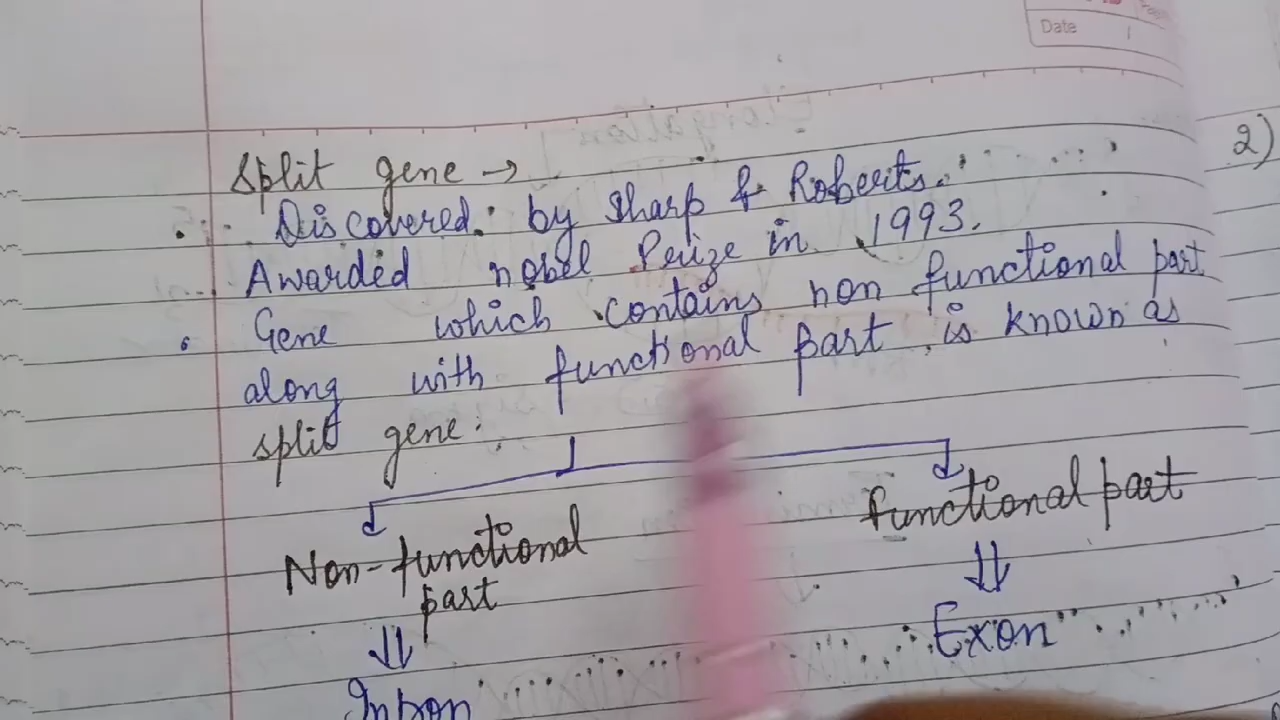 Date
2)
Split gene →
Discovered: by Sharp & Roberts.
Awarded nobel Prize in 1993.
Gene which contains non functional part
along with functional part is known as
split gene:
Non-functional
part
functional part
Exon
Intron